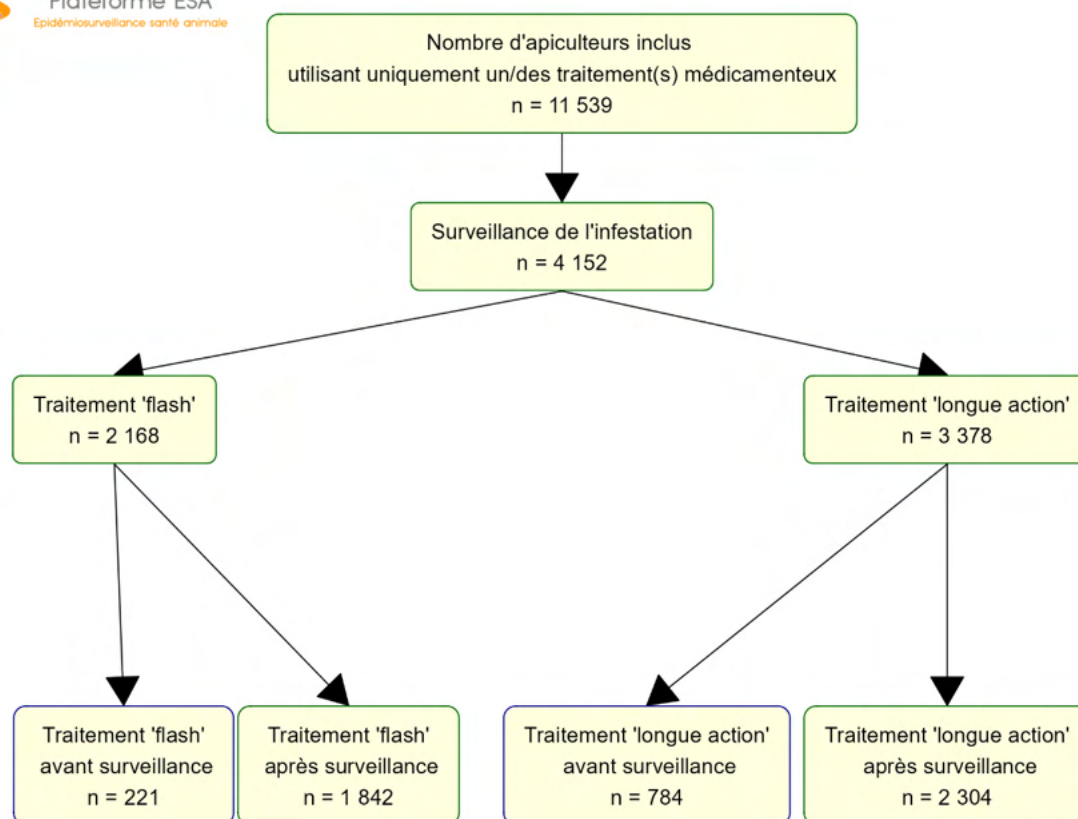 Plateforme ESA
Epidémiosurveillance santé animale
Nombre d'apiculteurs inclus
utilisant uniquement un/des traitement(s) médicamenteux
n = 11 539
Surveillance de l'infestation
n = 4 152
Traitement 'flash'
n = 2 168
Traitement 'longue action'
n = 3 378
Traitement 'flash'
avant surveillance
n = 221
Traitement 'flash'
après surveillance
n = 1 842
Traitement 'longue action'
avant surveillance
n = 784
Traitement 'longue action'
après surveillance
n = 2 304